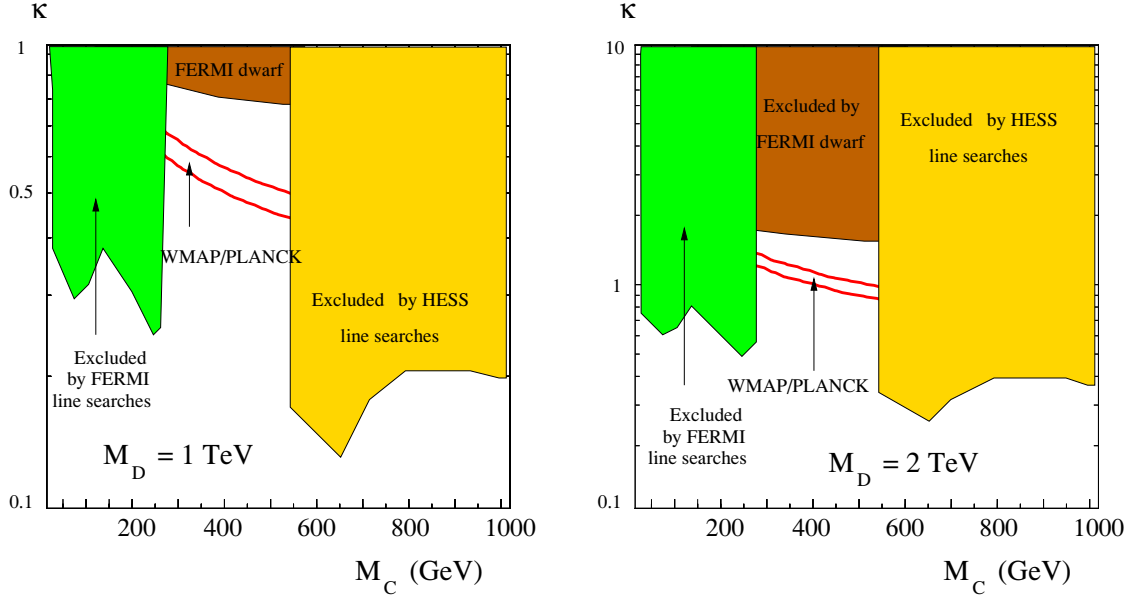 κ
1
0.5
0.1
FERMI dwarf
WMAP/PLANCK
Excluded by HESS
line searches
Excluded
by FERMI
line searches
M_D = 1 TeV
200 400 600 800 1000
M_C (GeV)
κ
10
1
0.1
Excluded by
FERMI dwarf
Excluded by HESS
line searches
WMAP/PLANCK
Excluded
by FERMI
line searches
M_D = 2 TeV
200 400 600 800 1000
M_C (GeV)